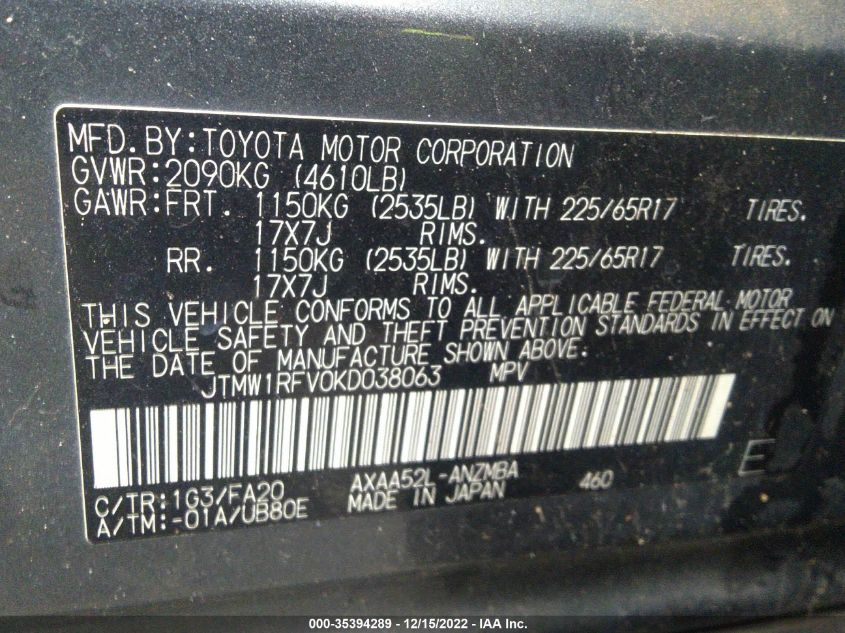 MFD. BY: TOYOTA MOTOR CORPORATION
GVWR: 2090KG (4610LB)
GAWR: FRT. 1150KG (2535LB) WITH 225/65R17 TIRES.
17X7J RIMS.
RR. 1150KG (2535LB) WITH 225/65R17 TIRES.
17X7J RIMS.
THIS VEHICLE CONFORMS TO ALL APPLICABLE FEDERAL MOTOR
VEHICLE SAFETY AND THEFT PREVENTION STANDARDS IN EFFECT ON
THE DATE OF MANUFACTURE SHOWN ABOVE.
JTMW1RFV0KD038063 MPV
E
C/TR: 1G3/FA20 AXAA52L-ANZMBA 460
A/TM: -01A/UB80E MADE IN JAPAN
000-35394289 - 12/15/2022 - IAA Inc.